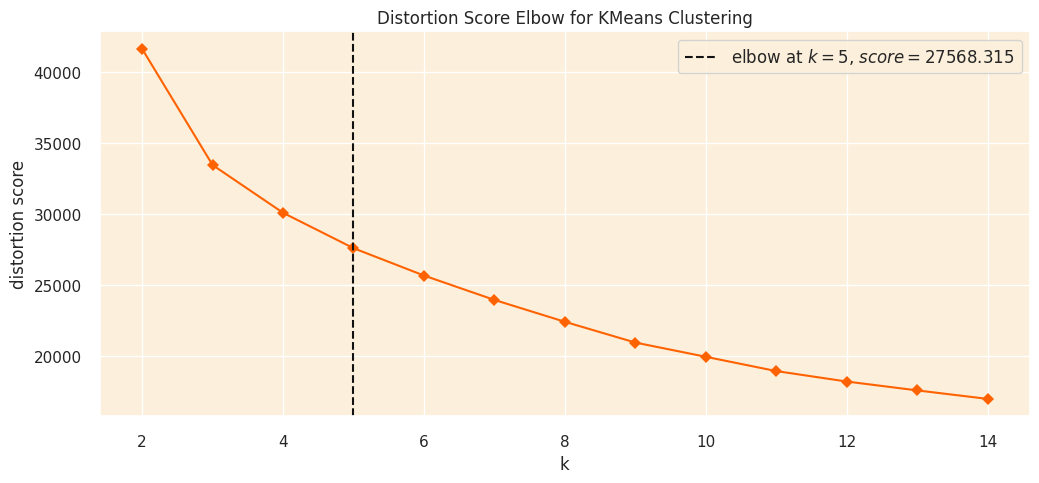 Distortion Score Elbow for KMeans Clustering
elbow at k = 5, score = 27568.315
distortion score
40000
35000
30000
25000
20000
2 4 6 8 10 12 14
k